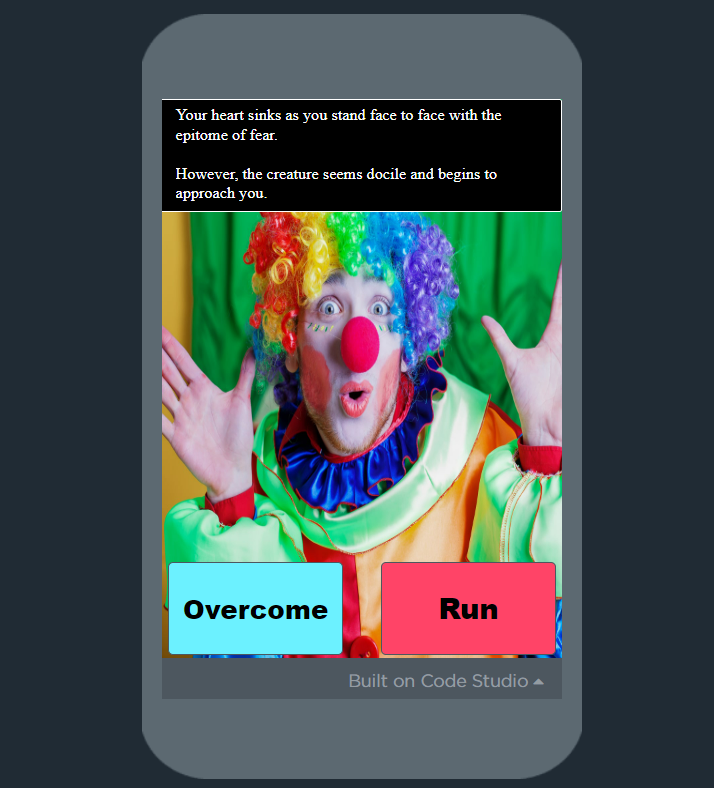 Your heart sinks as you stand face to face with the
epitome of fear.
However, the creature seems docile and begins to
approach you.
Overcome
Run
Built on Code Studio